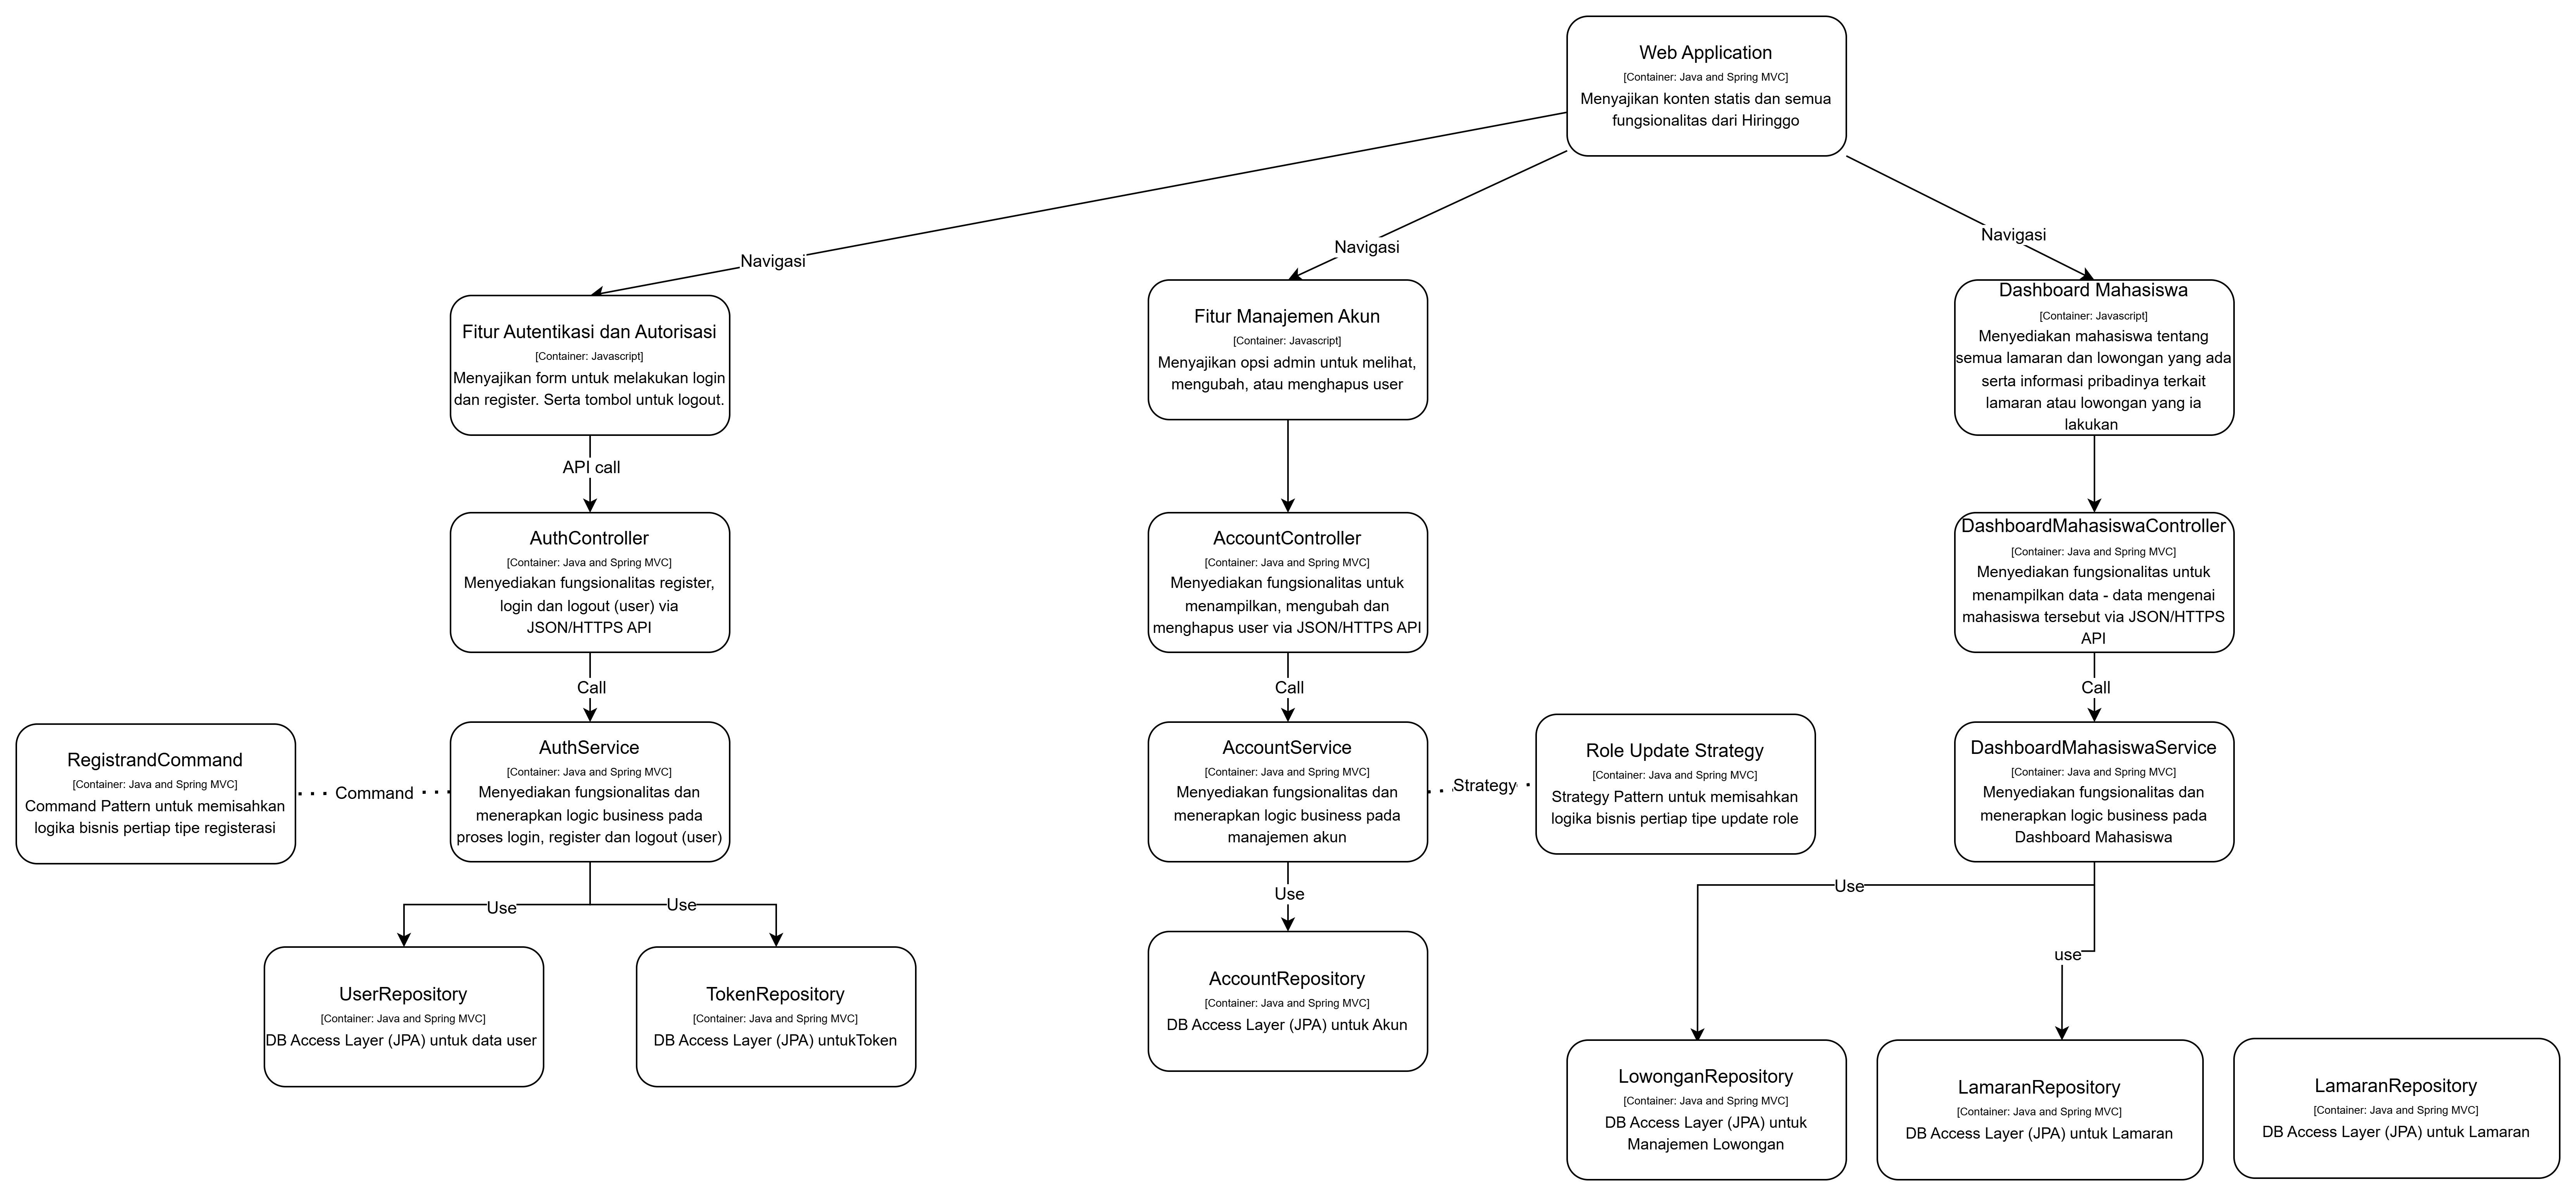 Web Application
[Container: Java and Spring MVC]
Menyajikan konten statis dan semua
fungsionalitas dari Hiringgo
Navigasi
Navigasi
Navigasi
Fitur Autentikasi dan Autorisasi
[Container: Javascript]
Menyajikan form untuk melakukan login
dan register. Serta tombol untuk logout.
Fitur Manajemen Akun
[Container: Javascript]
Menyajikan opsi admin untuk melihat,
mengubah, atau menghapus user
Dashboard Mahasiswa
[Container: Javascript]
Menyediakan mahasiswa tentang
semua lamaran dan lowongan yang ada
serta informasi pribadinya terkait
lamaran atau lowongan yang ia
lakukan
API call
AuthController
[Container: Java and Spring MVC]
Menyediakan fungsionalitas register,
login dan logout (user) via
JSON/HTTPS API
AccountController
[Container: Java and Spring MVC]
Menyediakan fungsionalitas untuk
menampilkan, mengubah dan
menghapus user via JSON/HTTPS API
DashboardMahasiswaController
[Container: Java and Spring MVC]
Menyediakan fungsionalitas untuk
menampilkan data - data mengenai
mahasiswa tersebut via JSON/HTTPS
API
Call
Call
Call
RegistrandCommand
[Container: Java and Spring MVC]
Command Pattern untuk memisahkan
logika bisnis pertiap tipe registerasi
Command
AuthService
[Container: Java and Spring MVC]
Menyediakan fungsionalitas dan
menerapkan logic business pada
proses login, register dan logout (user)
AccountService
[Container: Java and Spring MVC]
Menyediakan fungsionalitas dan
menerapkan logic business pada
manajemen akun
Strategy
Role Update Strategy
[Container: Java and Spring MVC]
Strategy Pattern untuk memisahkan
logika bisnis pertiap tipe update role
DashboardMahasiswaService
[Container: Java and Spring MVC]
Menyediakan fungsionalitas dan
menerapkan logic business pada
Dashboard Mahasiswa
Use
Use
Use
Use
use
UserRepository
[Container: Java and Spring MVC]
DB Access Layer (JPA) untuk data user
TokenRepository
[Container: Java and Spring MVC]
DB Access Layer (JPA) untukToken
AccountRepository
[Container: Java and Spring MVC]
DB Access Layer (JPA) untuk Akun
LowonganRepository
[Container: Java and Spring MVC]
DB Access Layer (JPA) untuk
Manajemen Lowongan
LamaranRepository
[Container: Java and Spring MVC]
DB Access Layer (JPA) untuk Lamaran
LamaranRepository
[Container: Java and Spring MVC]
DB Access Layer (JPA) untuk Lamaran